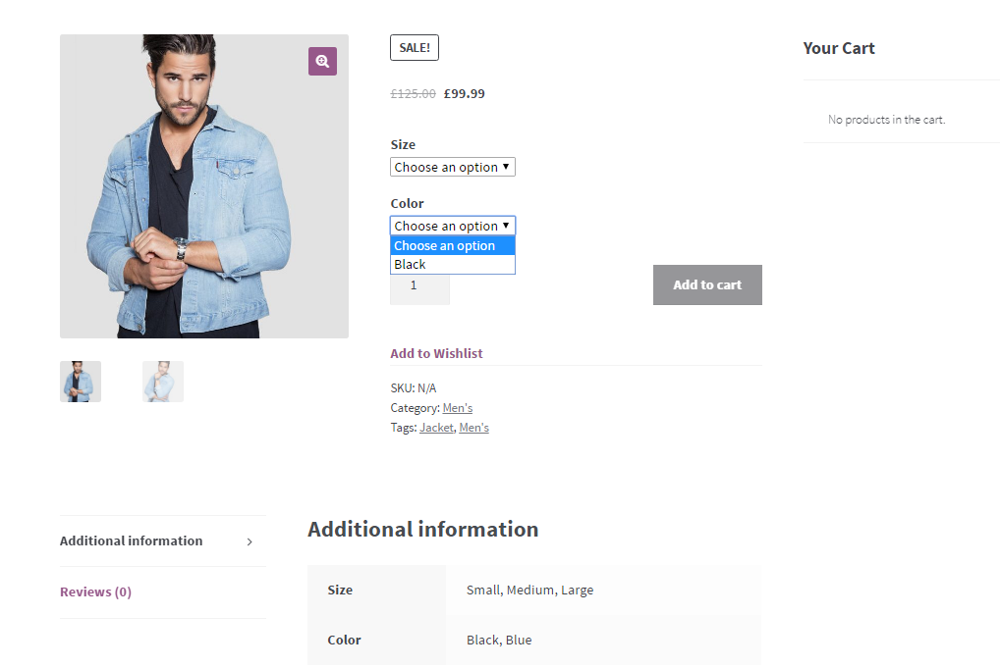 SALE!
£125.00 £99.99
Size
Choose an option
Color
Choose an option
Choose an option
Black
1
Add to cart
Add to Wishlist
SKU: N/A
Category: Men's
Tags: Jacket, Men's
Your Cart
No products in the cart.
Additional information
Reviews (0)
Additional information
Size Small, Medium, Large
Color Black, Blue